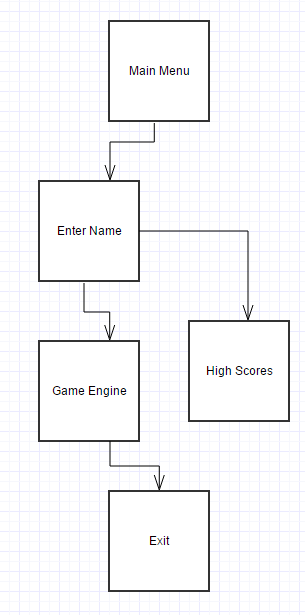 Main Menu
Enter Name
High Scores
Game Engine
Exit